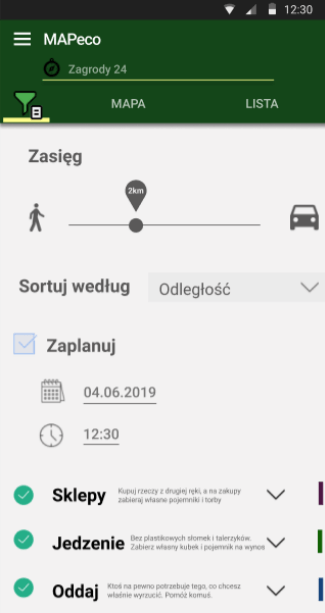 12:30
MAPeco
Zagrody 24
MAPA LISTA
Zasięg
2km
Sortuj według Odległość
Zaplanuj
04.06.2019
12:30
Sklepy
Kupuj rzeczy z drugiej ręki, a na zakupy
zabieraj własne pojemniki i torby
Jedzenie
Bez plastikowych słomek i talerzyków.
Zabierz własny kubek i pojemnik na wynos
Oddaj
Ktoś na pewno potrzebuje tego, co chcesz
właśnie wyrzucić. Pomóż komuś.